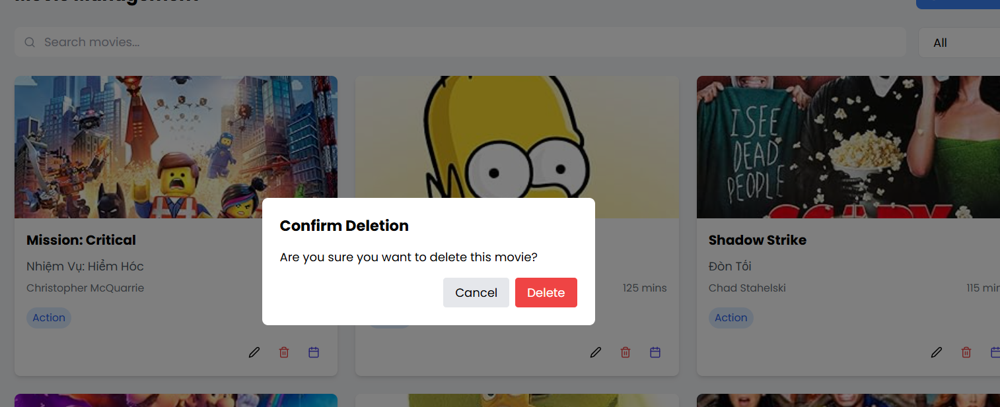 Movie Management
Search movies...
All
I SEE
DEAD
PEOPLE
Mission: Critical
Nhiệm Vụ: Hiểm Hóc
Christopher McQuarrie
Action
Confirm Deletion
Are you sure you want to delete this movie?
Cancel
Delete
125 mins
Shadow Strike
Đòn Tối
Chad Stahelski
115
Action